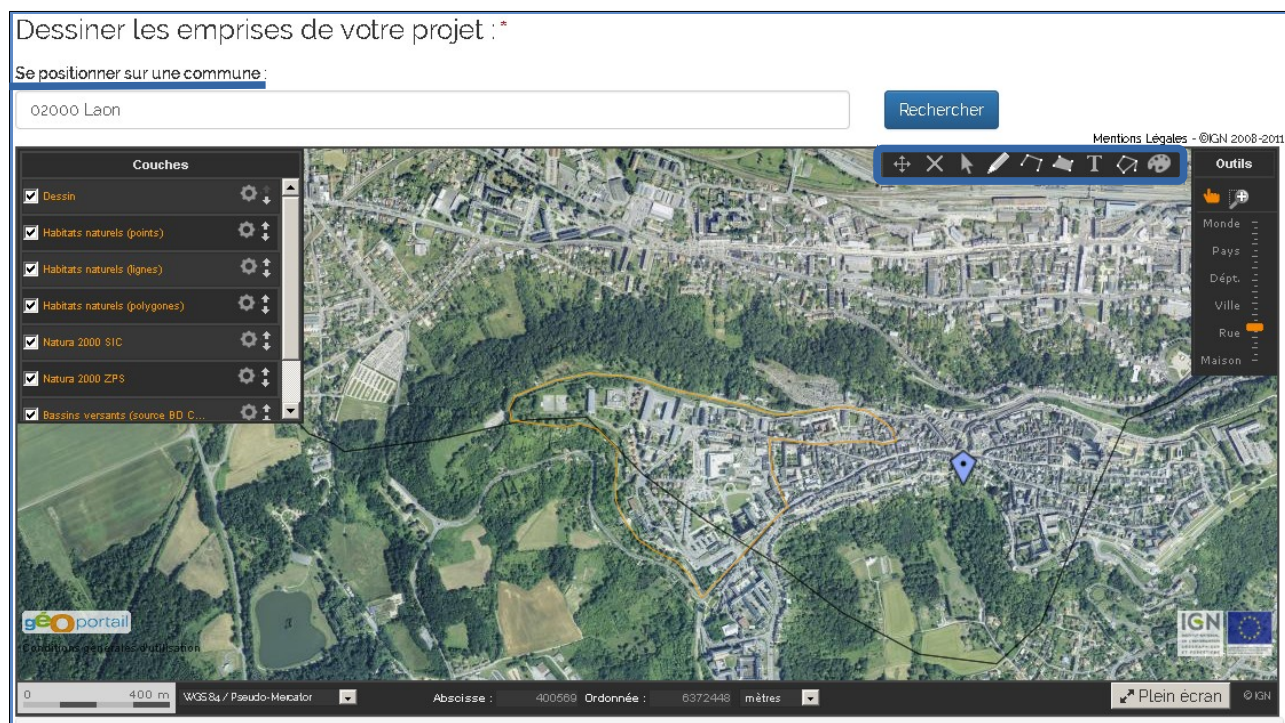 Dessiner les emprises de votre projet : *
Se positionner sur une commune :
02000 Laon
Rechercher
Mentions Légales - ©IGN 2008-2011
Couches
Dessin
Habitats naturels (points)
Habitats naturels (lignes)
Habitats naturels (polygones)
Natura 2000 SIC
Natura 2000 ZPS
Bassins versants (source BD C...
T
Outils
Monde
Pays
Dépt.
Ville
Rue
Maison
géoportail
Conditions générales d'utilisation
IGN
0 400 m
WGS84 / Pseudo-Mercator
Abscisse : 400569 Ordonnée : 6372448 mètres
Plein écran
© IGN